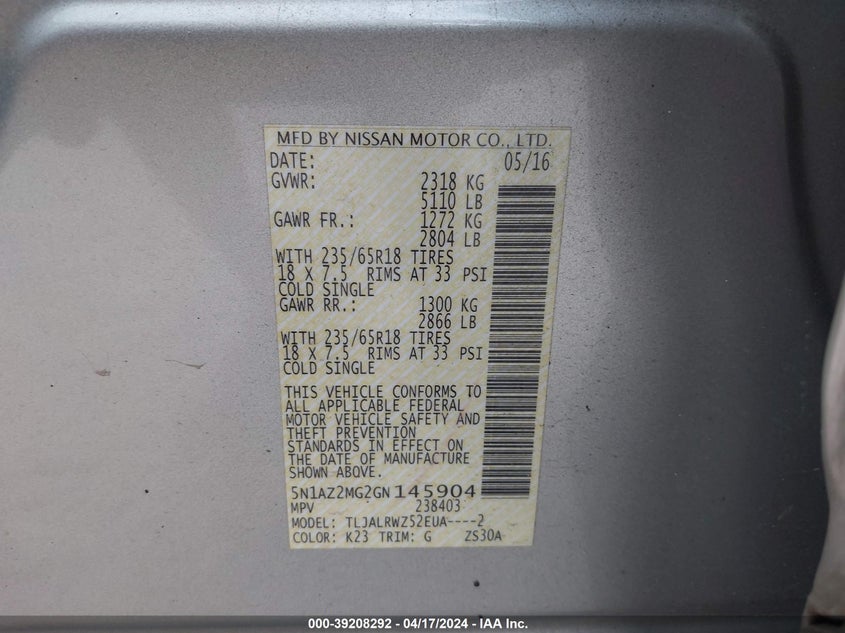 MFD BY NISSAN MOTOR CO., LTD.
DATE: 05/16
GVWR: 2318 KG
5110 LB
GAWR FR.: 1272 KG
2804 LB
WITH 235/65R18 TIRES
18 X 7.5 RIMS AT 33 PSI
COLD SINGLE
GAWR RR.: 1300 KG
2866 LB
WITH 235/65R18 TIRES
18 X 7.5 RIMS AT 33 PSI
COLD SINGLE
THIS VEHICLE CONFORMS TO
ALL APPLICABLE FEDERAL
MOTOR VEHICLE SAFETY AND
THEFT PREVENTION
STANDARDS IN EFFECT ON
THE DATE OF MANUFACTURE
SHOWN ABOVE.
5N1AZ2MG2GN145904
MPV 238403
MODEL: TLJALRWZ52EUA----2
COLOR: K23 TRIM: G ZS30A
000-39208292 - 04/17/2024 - IAA Inc.